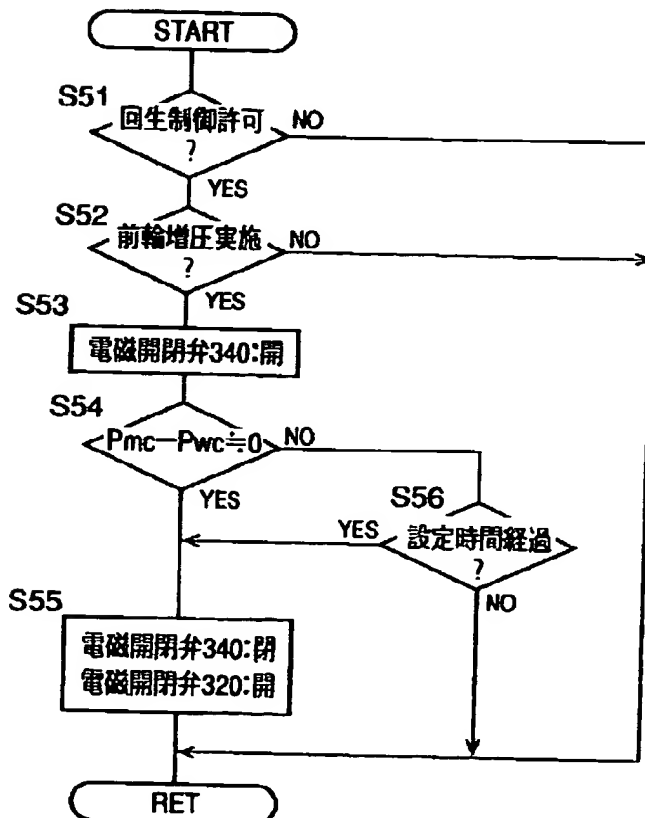 START
S51
回生制御許可
?
NO
YES
S52
前輪増圧実施
?
NO
YES
S53
電磁開閉弁340:開
S54
Pmc−Pwc≒0
NO
YES
S56
設定時間経過
?
YES
NO
S55
電磁開閉弁340:閉
電磁開閉弁320:開
RET